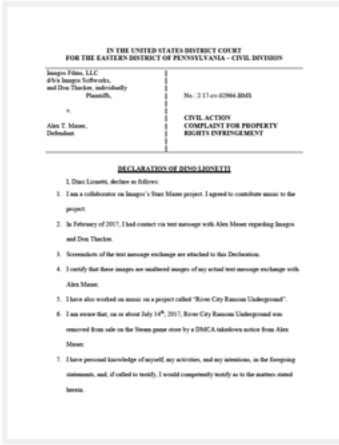 IN THE UNITED STATES DISTRICT COURT
FOR THE EASTERN DISTRICT OF PENNSYLVANIA – CIVIL DIVISION
Imagos Films, LLC
d/b/a Imagos Softworks,
and Don Thacker, individually
Plaintiffs,
v.
Alex T. Mauer,
Defendant.
No.: 2:17-cv-02964-BMS
CIVIL ACTION
COMPLAINT FOR PROPERTY
RIGHTS INFRINGEMENT
DECLARATION OF DINO LIONETTI
I, Dino Lionetti, declare as follows:
1. I am a collaborator on Imagos's Starr Mazer project. I agreed to contribute music to the
project.
2. In February of 2017, I had contact via text message with Alex Mauer regarding Imagos
and Don Thacker.
3. Screenshots of the text message exchange are attached to this Declaration.
4. I certify that these images are unaltered images of my actual text message exchange with
Alex Mauer.
5. I have also worked on music on a project called "River City Ransom Underground".
6. I am aware that, on or about July 14th, 2017, River City Ransom Underground was
removed from sale on the Steam game store by a DMCA takedown notice from Alex
Mauer.
7. I have personal knowledge of myself, my activities, and my intentions, in the foregoing
statements, and, if called to testify, I would competently testify as to the matters stated
herein.